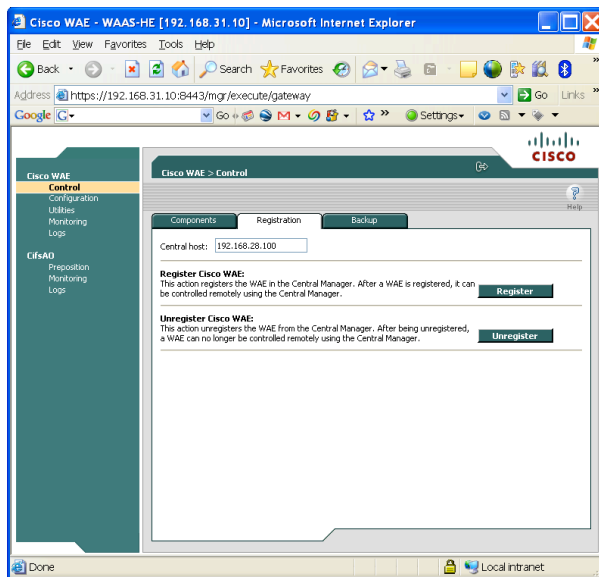 Cisco WAE - WAAS-HE [192.168.31.10] - Microsoft Internet Explorer
File Edit View Favorites Tools Help
Back Search Favorites
Address https://192.168.31.10:8443/mgr/execute/gateway Go Links »
Google G Go Settings
CISCO
Cisco WAE
Control
Configuration
Utilities
Monitoring
Logs
CifsAO
Preposition
Monitoring
Logs
Cisco WAE > Control
Help
Components Registration Backup
Central host: 192.168.28.100
Register Cisco WAE:
This action registers the WAE in the Central Manager. After a WAE is registered, it can
be controlled remotely using the Central Manager.
Register
Unregister Cisco WAE:
This action unregisters the WAE from the Central Manager. After being unregistered,
a WAE can no longer be controlled remotely using the Central Manager.
Unregister
Done Local intranet